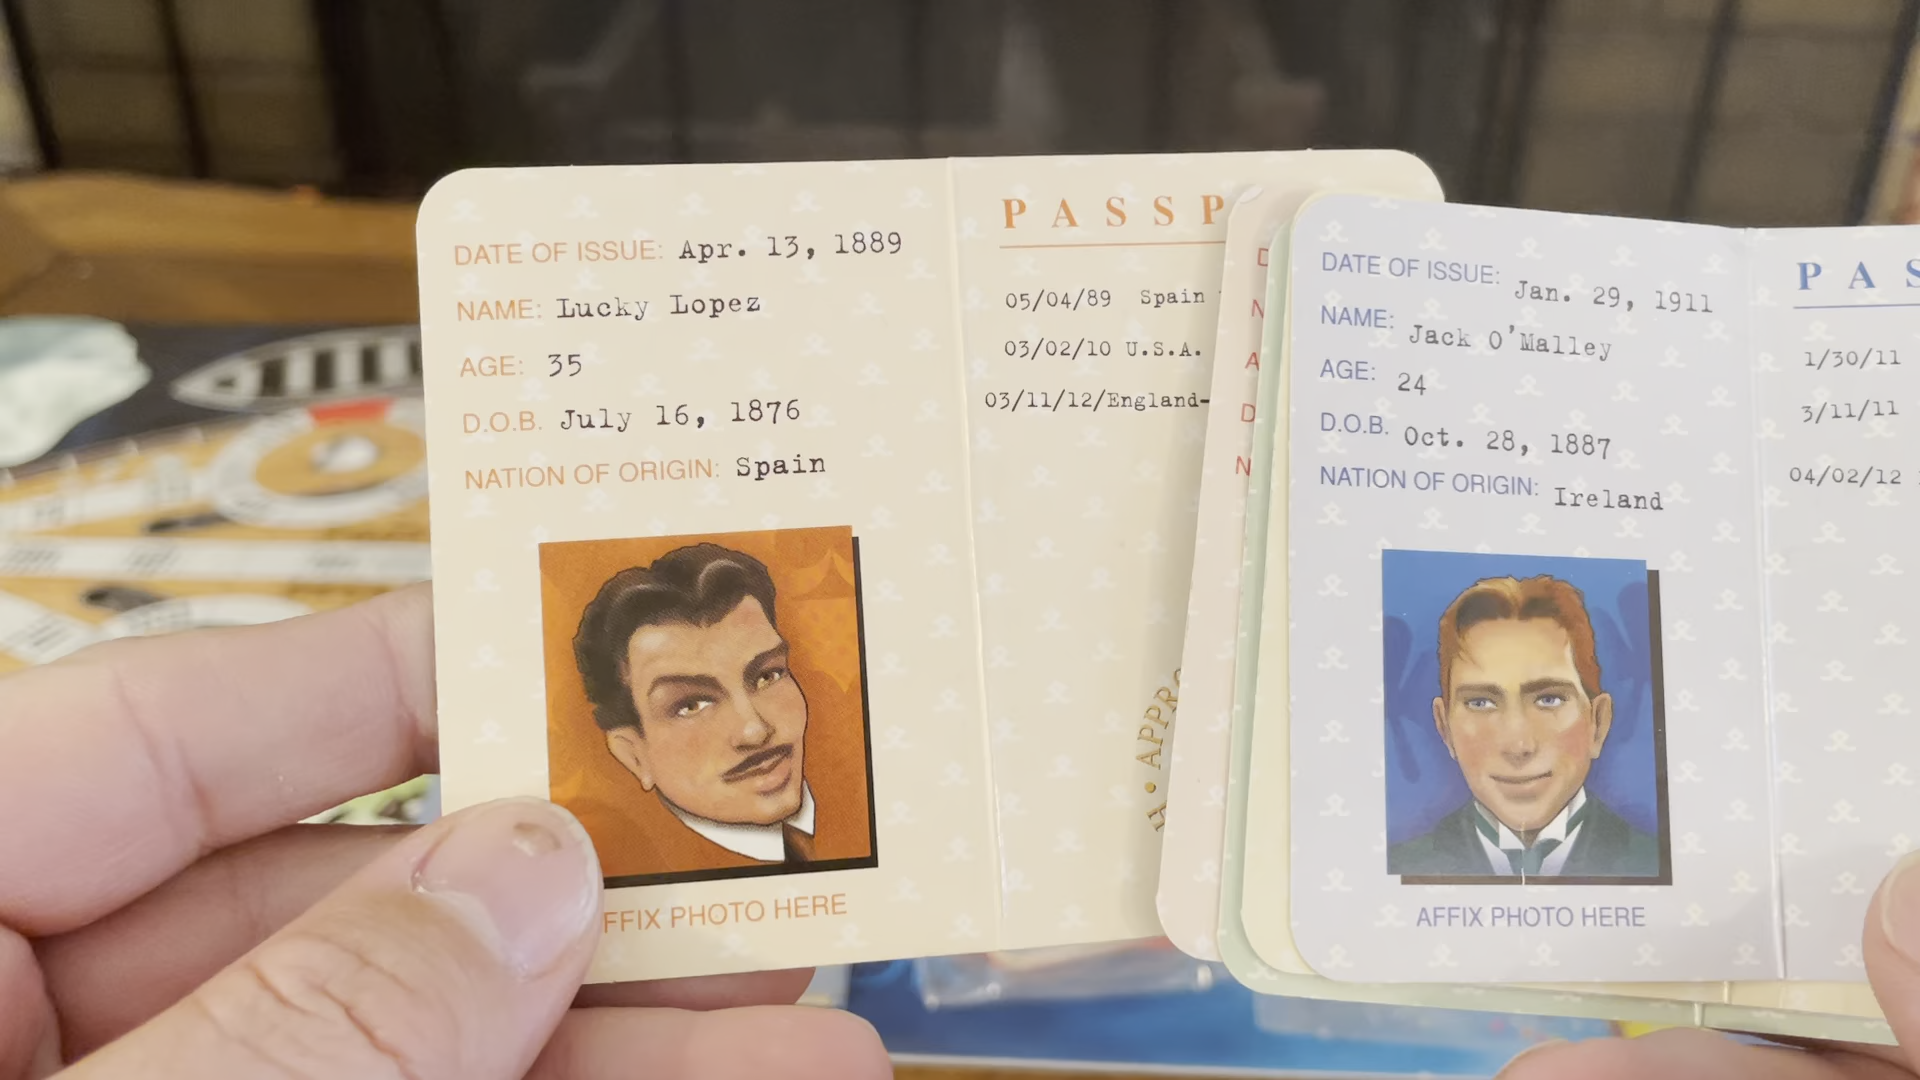 DATE OF ISSUE: Apr. 13, 1889
NAME: Lucky Lopez
AGE: 35
D.O.B. July 16, 1876
NATION OF ORIGIN: Spain
FFIX PHOTO HERE
PASSP
05/04/89 Spain
03/02/10 U.S.A.
03/11/12/England-
H • APPR
D
N
A
D
N
DATE OF ISSUE: Jan. 29, 1911
NAME: Jack O'Malley
AGE: 24
D.O.B. Oct. 28, 1887
NATION OF ORIGIN: Ireland
AFFIX PHOTO HERE
PAS
1/30/11
3/11/11
04/02/12